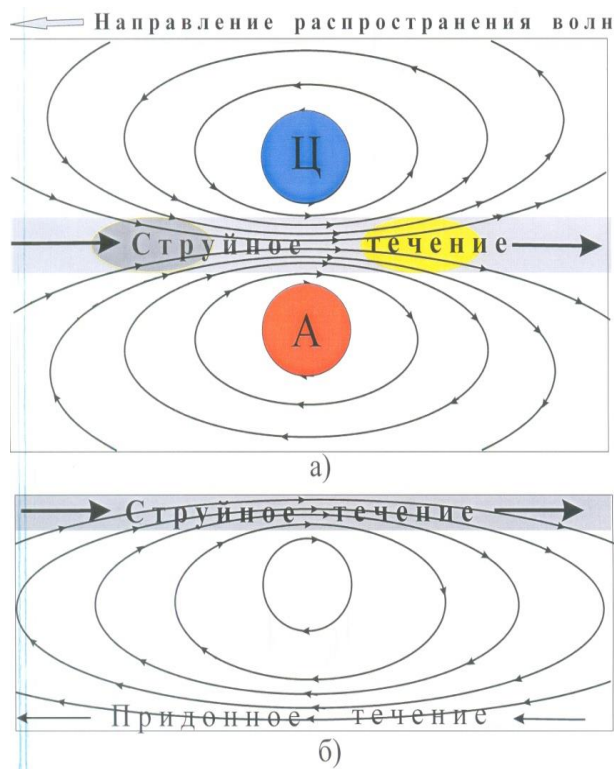 Направление распространения волн
Ц
Струйное течение
А
а)
Струйное течение
Придонное течение
б)